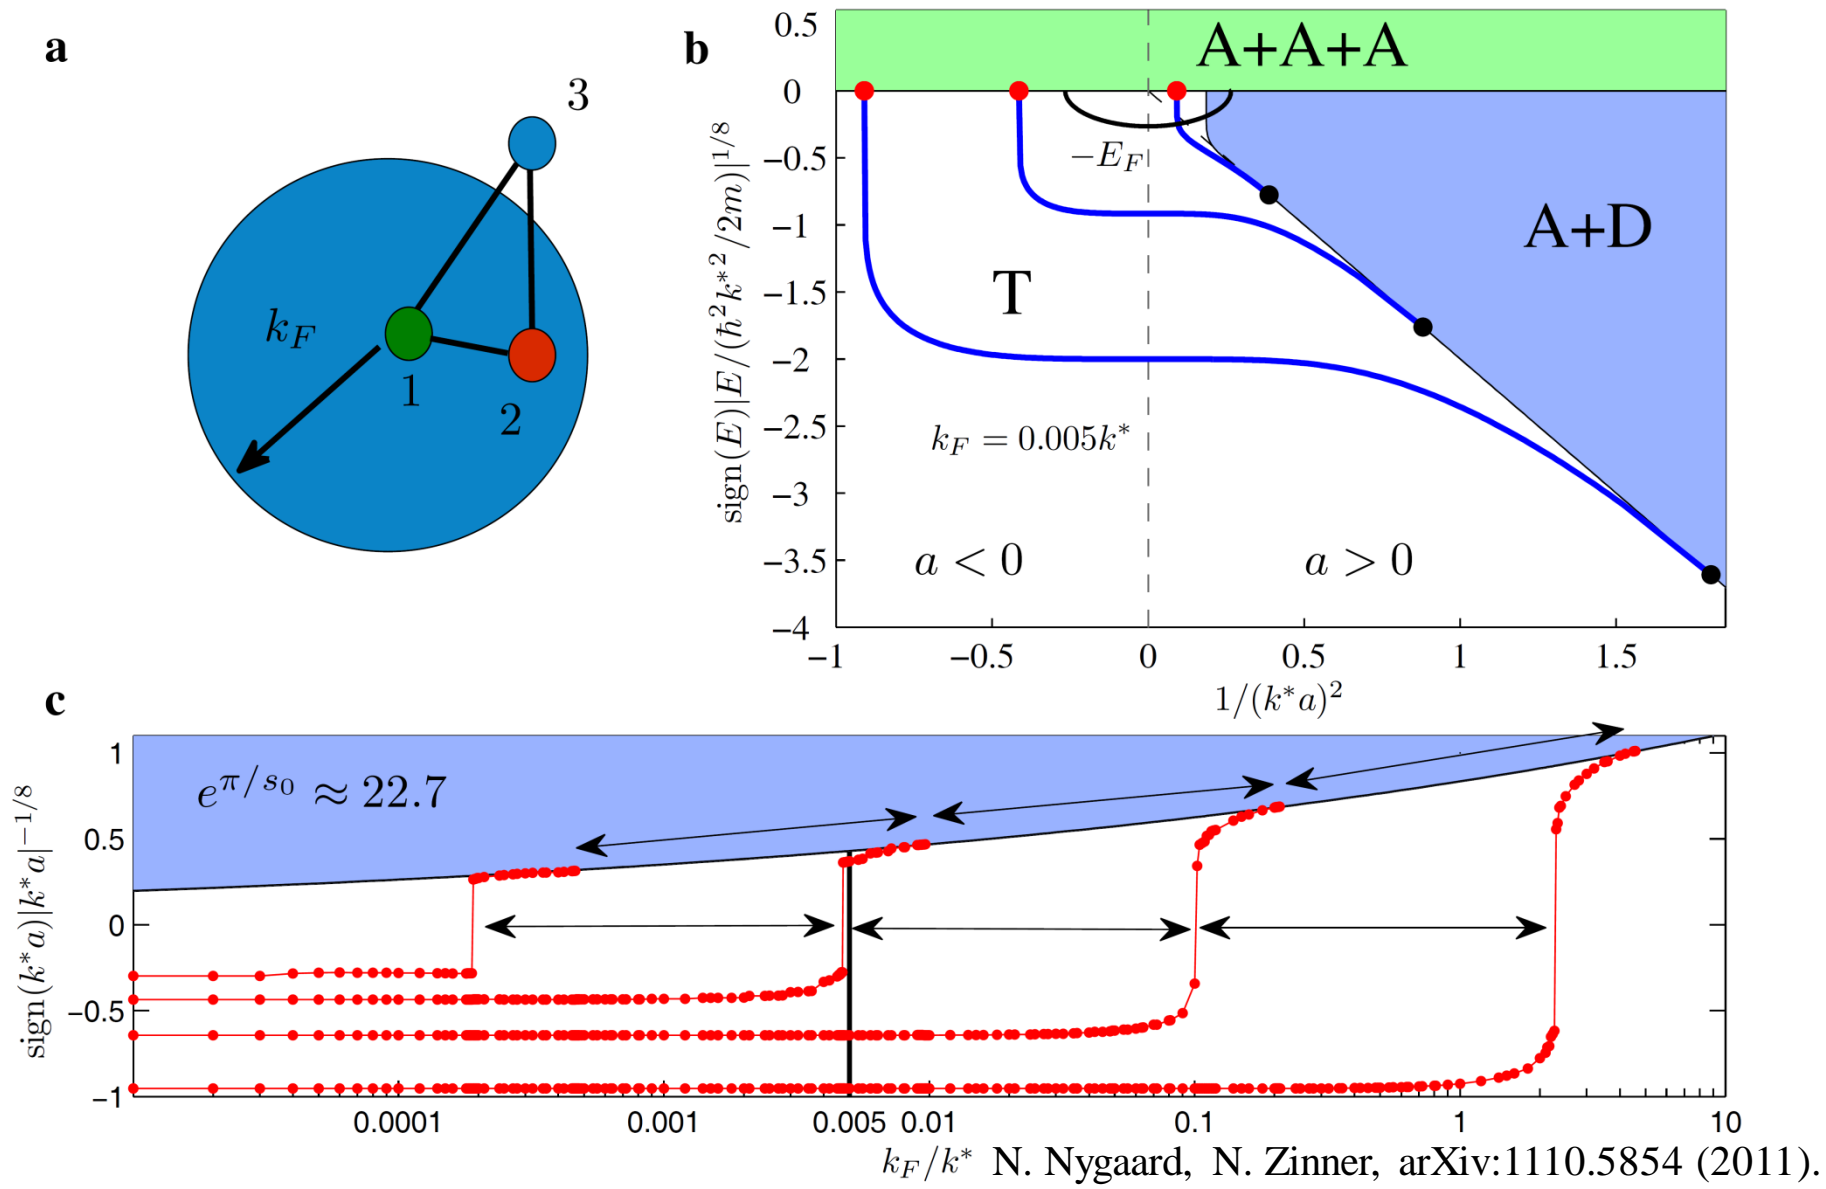 a
3
k_F
1
2
b
A+A+A
0.5
0
−0.5
−1
−1.5
−2
−2.5
−3
−3.5
−4
sign(E)|E/(ħ²k*²/2m)|^{1/8}
−E_F
A+D
T
k_F = 0.005k*
a < 0
a > 0
−1
−0.5
0
0.5
1
1.5
1/(k*a)²
c
e^{π/s₀} ≈ 22.7
1
0.5
0
−0.5
−1
sign(k*a)|k*a|^{−1/8}
0.0001
0.001
0.005
0.01
0.1
1
10
k_F/k*
N. Nygaard, N. Zinner, arXiv:1110.5854 (2011).